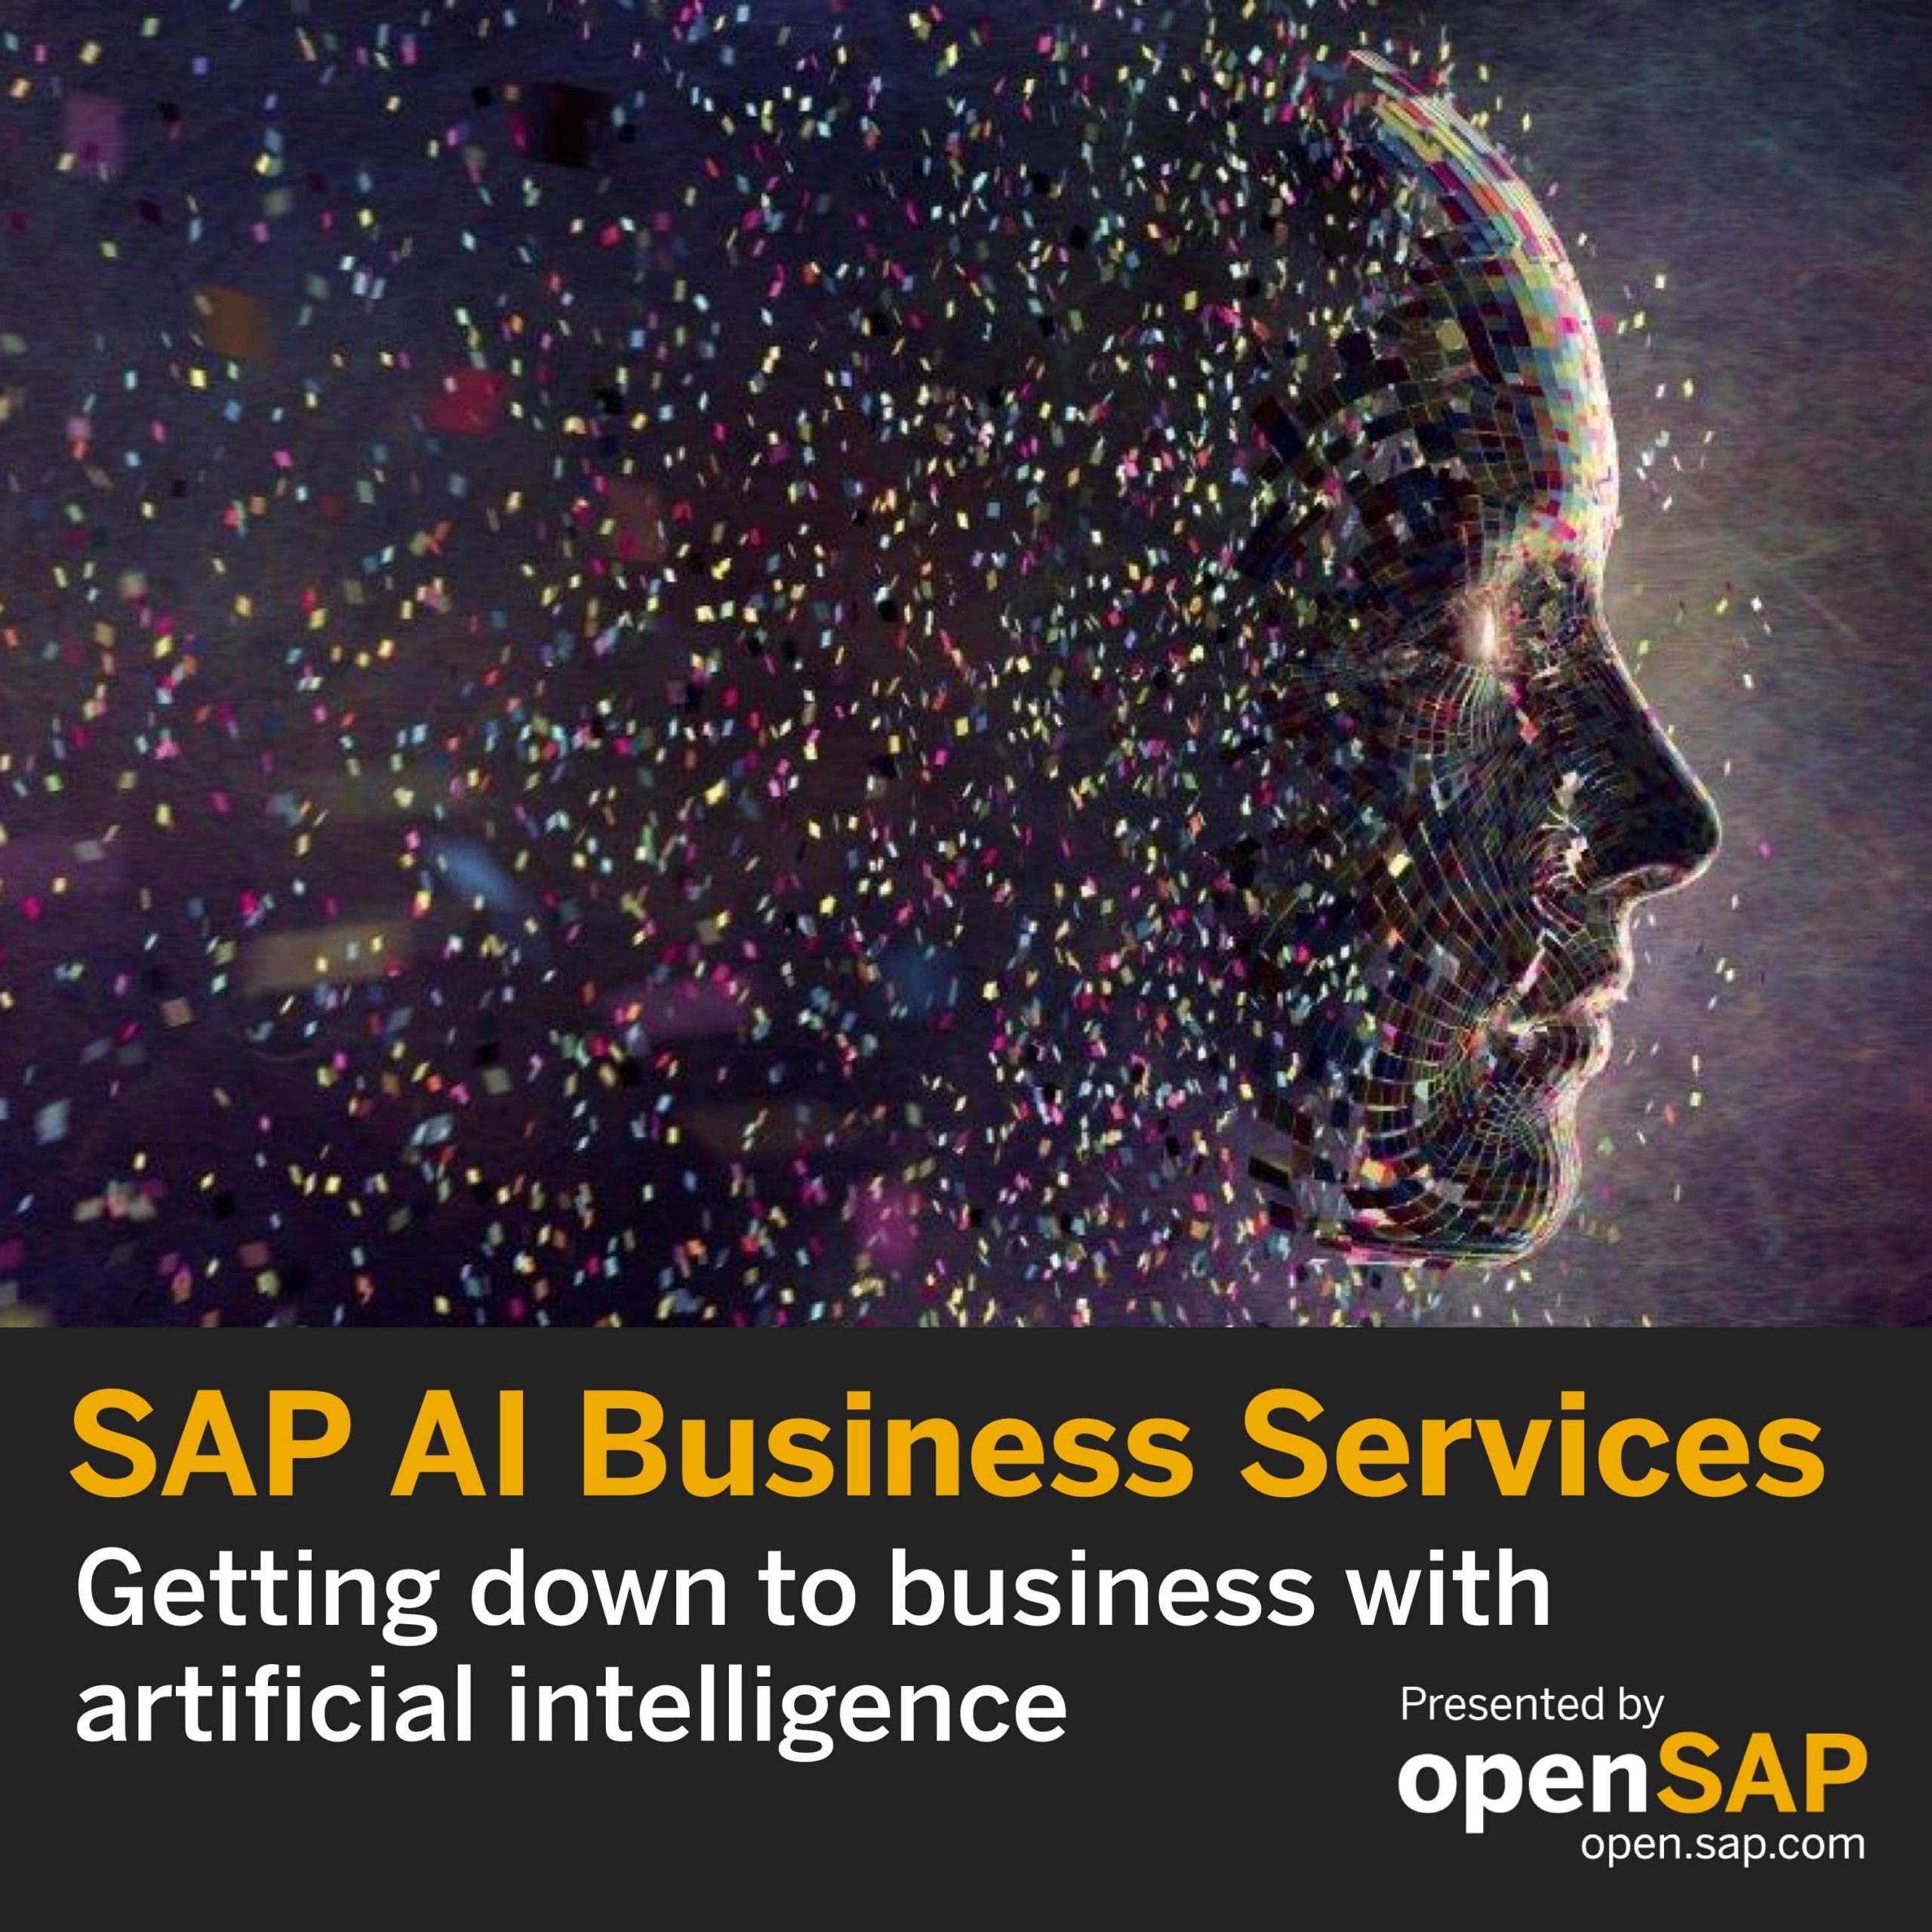 SAP AI Business Services
Getting down to business with
artificial intelligence
Presented by
openSAP
open.sap.com